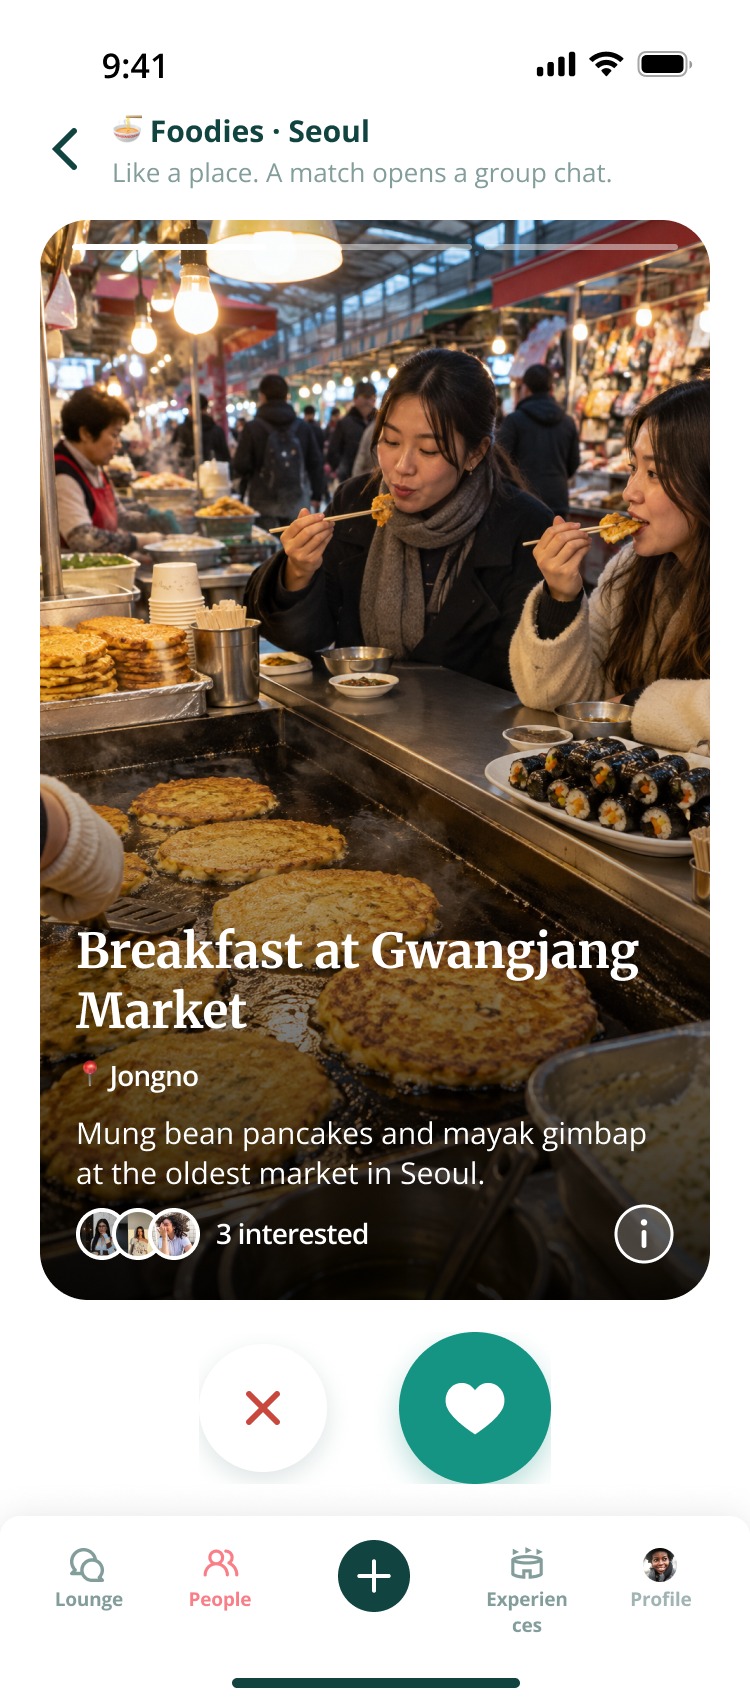 9:41
🍜 Foodies · Seoul
Like a place. A match opens a group chat.
Breakfast at Gwangjang
Market
📍 Jongno
Mung bean pancakes and mayak gimbap
at the oldest market in Seoul.
3 interested
Lounge
People
Experien
ces
Profile